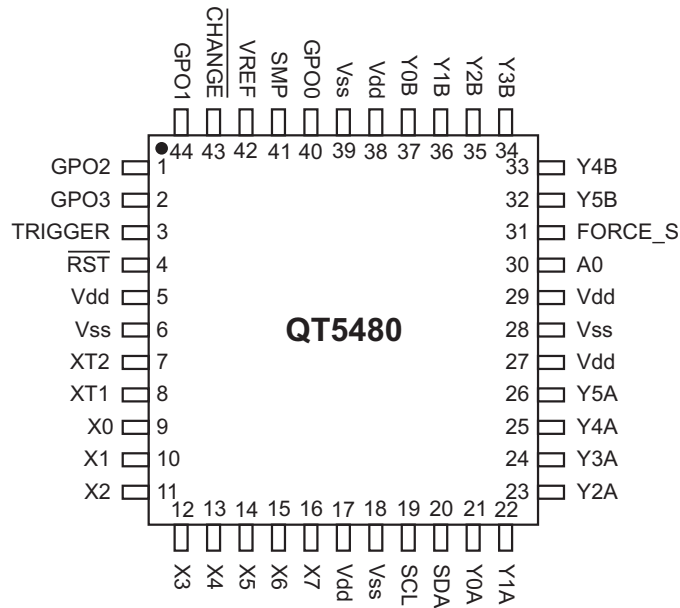 GPO1 CHANGE VREF SMP GPO0 Vss Vdd Y0B Y1B Y2B Y3B
44 43 42 41 40 39 38 37 36 35 34
GPO2 1 33 Y4B
GPO3 2 32 Y5B
TRIGGER 3 31 FORCE_S
RST 4 30 A0
Vdd 5 29 Vdd
Vss 6 28 Vss
QT5480
XT2 7 27 Vdd
XT1 8 26 Y5A
X0 9 25 Y4A
X1 10 24 Y3A
X2 11 23 Y2A
12 13 14 15 16 17 18 19 20 21 22
X3 X4 X5 X6 X7 Vdd Vss SCL SDA Y0A Y1A